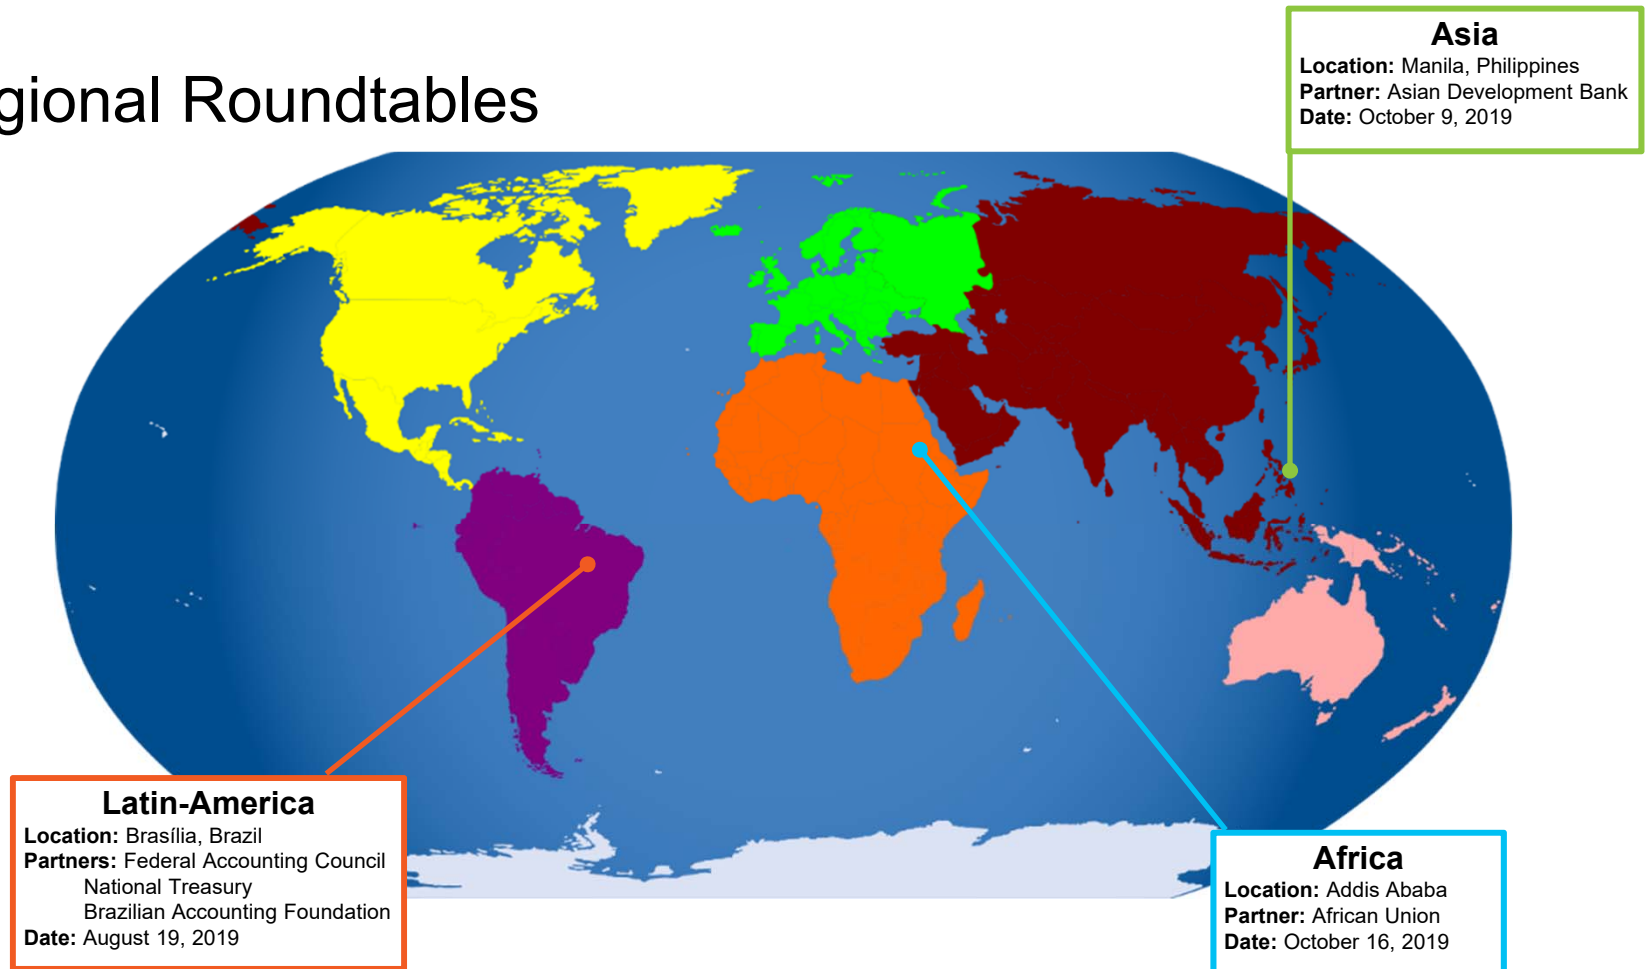 gional Roundtables
Asia
Location: Manila, Philippines
Partner: Asian Development Bank
Date: October 9, 2019
Latin-America
Location: Brasília, Brazil
Partners: Federal Accounting Council
National Treasury
Brazilian Accounting Foundation
Date: August 19, 2019
Africa
Location: Addis Ababa
Partner: African Union
Date: October 16, 2019